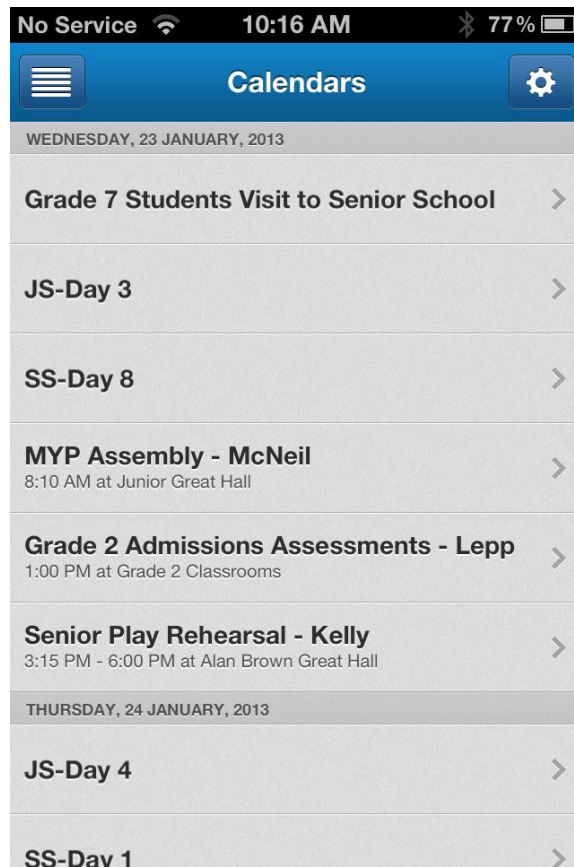 No Service 10:16 AM 77%
Calendars
WEDNESDAY, 23 JANUARY, 2013
Grade 7 Students Visit to Senior School
JS-Day 3
SS-Day 8
MYP Assembly - McNeil
8:10 AM at Junior Great Hall
Grade 2 Admissions Assessments - Lepp
1:00 PM at Grade 2 Classrooms
Senior Play Rehearsal - Kelly
3:15 PM - 6:00 PM at Alan Brown Great Hall
THURSDAY, 24 JANUARY, 2013
JS-Day 4
SS-Day 1